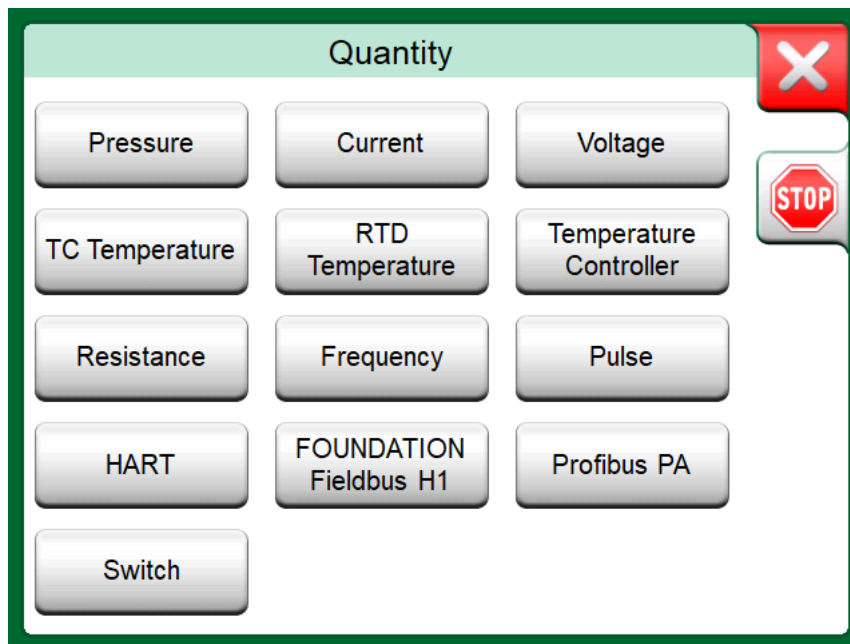 Quantity
Pressure
Current
Voltage
STOP
TC Temperature
RTD
Temperature
Temperature
Controller
Resistance
Frequency
Pulse
HART
FOUNDATION
Fieldbus H1
Profibus PA
Switch